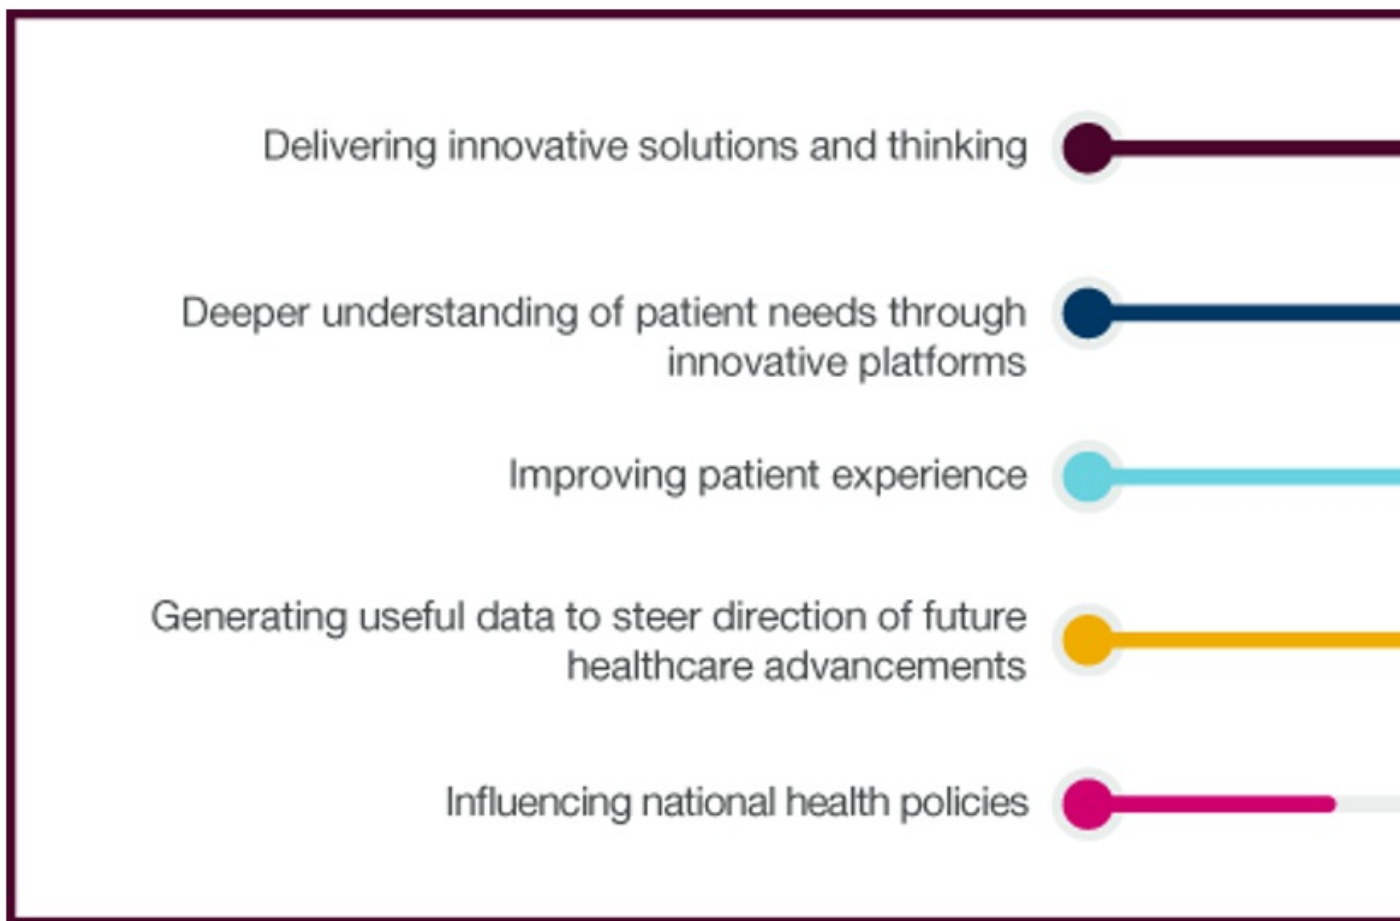 Delivering innovative solutions and thinking
Deeper understanding of patient needs through
innovative platforms
Improving patient experience
Generating useful data to steer direction of future
healthcare advancements
Influencing national health policies